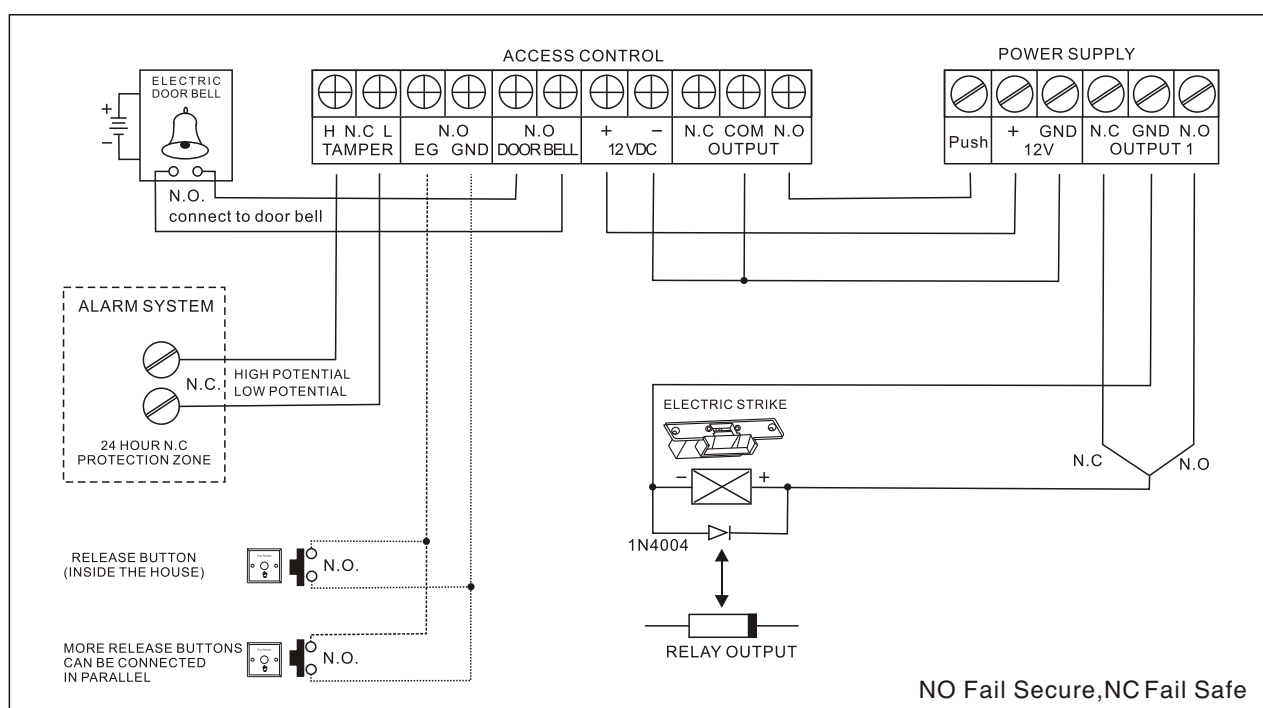 ACCESS CONTROL
POWER SUPPLY
ELECTRIC
DOOR BELL
+
−
H N.C L
TAMPER
N.O
EG GND
N.O
DOOR BELL
+ −
12 VDC
N.C COM N.O
OUTPUT
Push
+ GND
12V
N.C GND N.O
OUTPUT 1
N.O.
connect to door bell
ALARM SYSTEM
N.C.
HIGH POTENTIAL
LOW POTENTIAL
24 HOUR N.C
PROTECTION ZONE
ELECTRIC STRIKE
− +
1N4004
N.C
N.O
RELAY OUTPUT
RELEASE BUTTON
(INSIDE THE HOUSE)
N.O.
MORE RELEASE BUTTONS
CAN BE CONNECTED
IN PARALLEL
N.O.
NO Fail Secure,NC Fail Safe